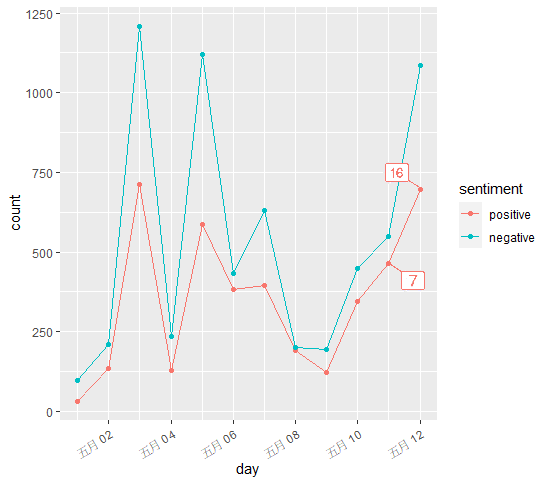 1250
1000
750
500
250
0
count
16
7
五月 02
五月 04
五月 06
五月 08
五月 10
五月 12
day
sentiment
positive
negative